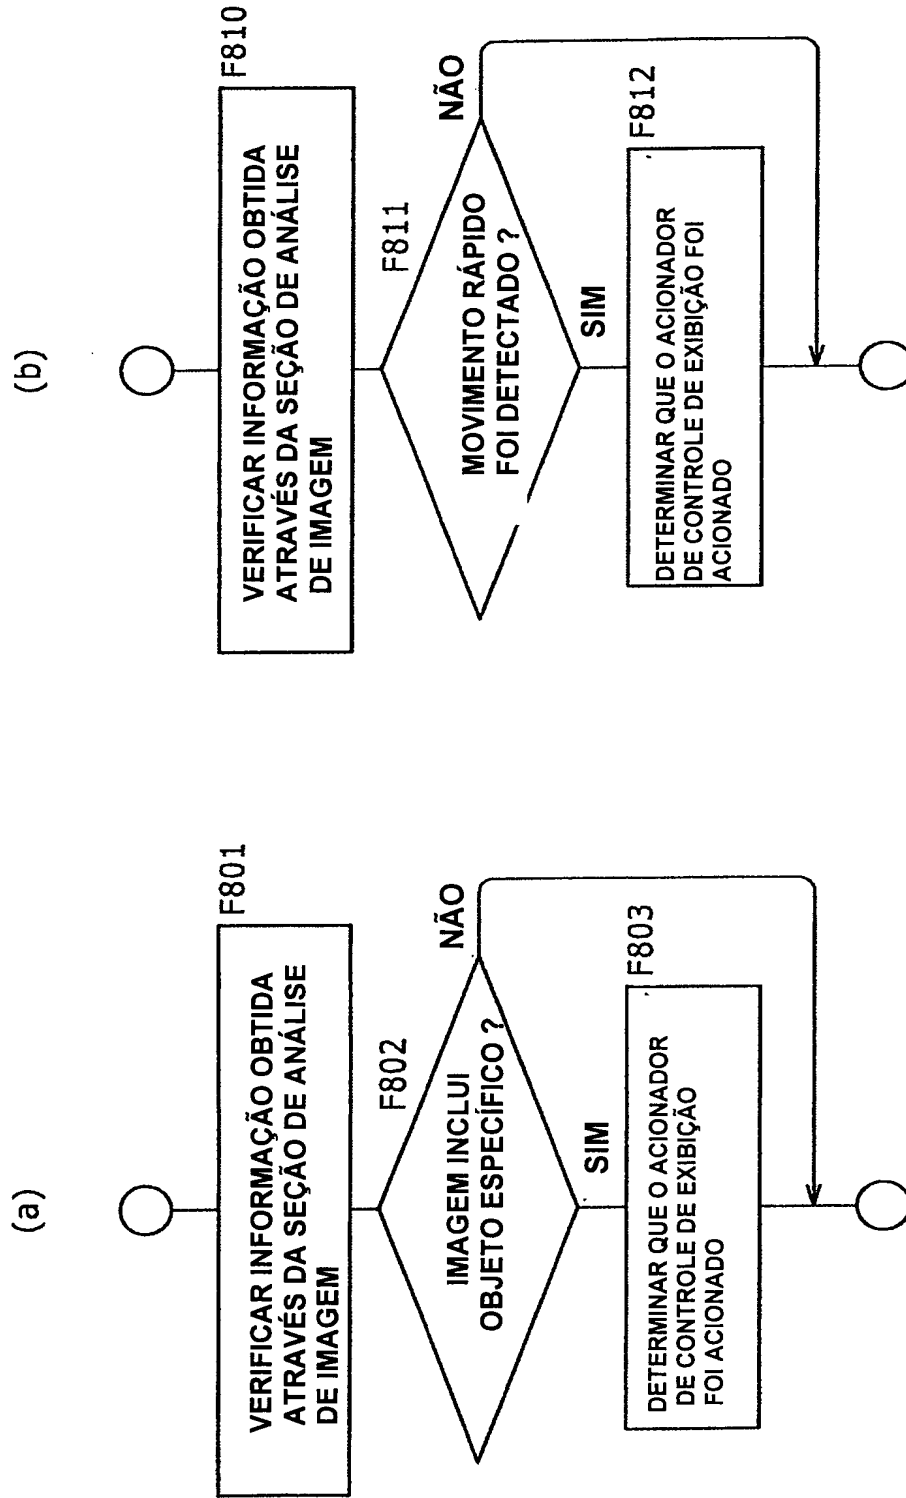 (a)
F801
VERIFICAR INFORMAÇÃO OBTIDA
ATRAVÉS DA SEÇÃO DE ANÁLISE
DE IMAGEM
F802
IMAGEM INCLUI
OBJETO ESPECÍFICO ?
NÃO
SIM
F803
DETERMINAR QUE O ACIONADOR
DE CONTROLE DE EXIBIÇÃO
FOI ACIONADO
(b)
F810
VERIFICAR INFORMAÇÃO OBTIDA
ATRAVÉS DA SEÇÃO DE ANÁLISE
DE IMAGEM
F811
MOVIMENTO RÁPIDO
FOI DETECTADO ?
NÃO
SIM
F812
DETERMINAR QUE O ACIONADOR
DE CONTROLE DE EXIBIÇÃO FOI
ACIONADO